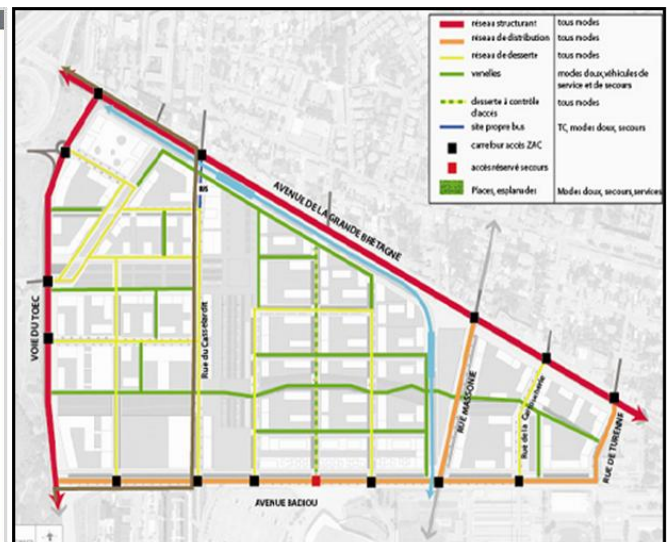 réseau structurant tous modes
réseau de distribution tous modes
réseau de desserte tous modes
venelles modes doux, véhicules de service et de secours
desserte à contrôle d'accès tous modes
site propre bus TC, modes doux, secours
carrefour accès ZAC
accès réservé secours
Places, esplanades Modes doux, secours, services
AVENUE DE LA GRANDE BRETAGNE
VOIE DU TOEC
Rue du Casselardit
RUE MASSONIE
Rue de la
RUE DE TURENNE
AVENUE BADIOU